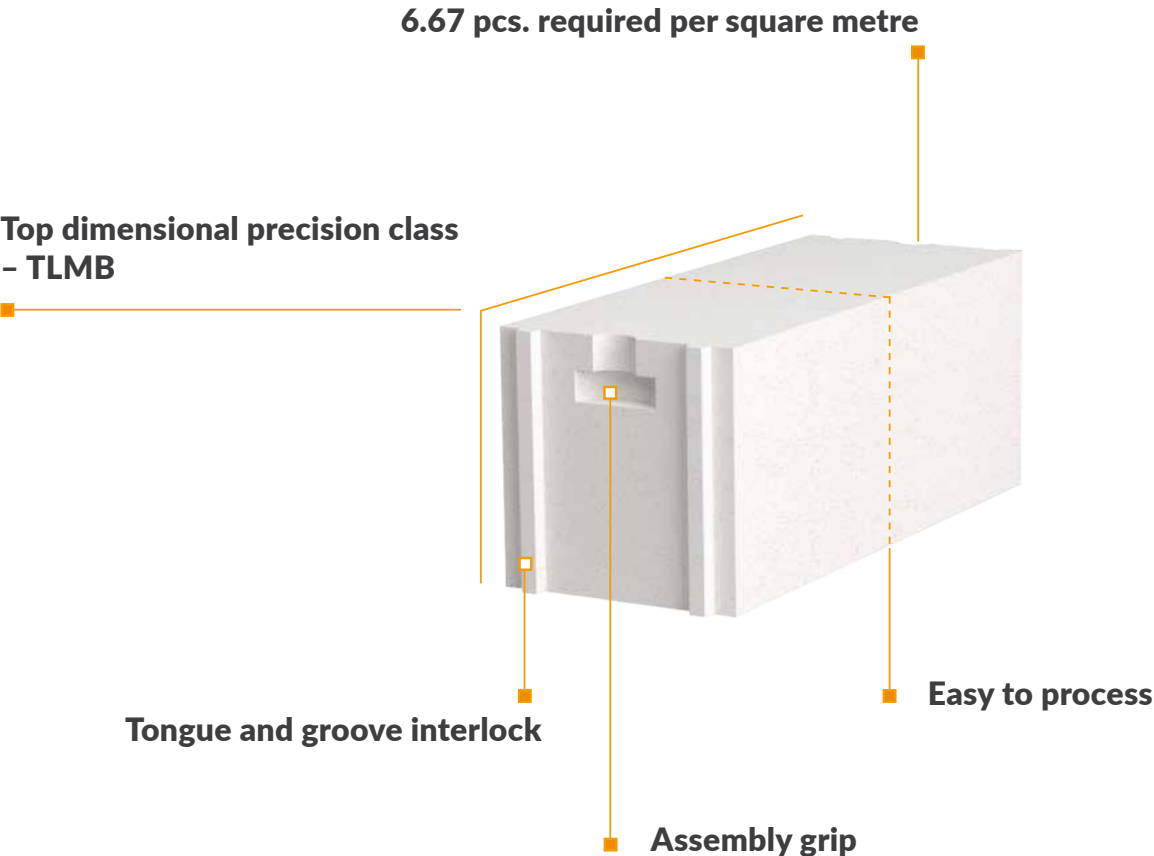 6.67 pcs. required per square metre
Top dimensional precision class
– TLMB
Easy to process
Tongue and groove interlock
Assembly grip